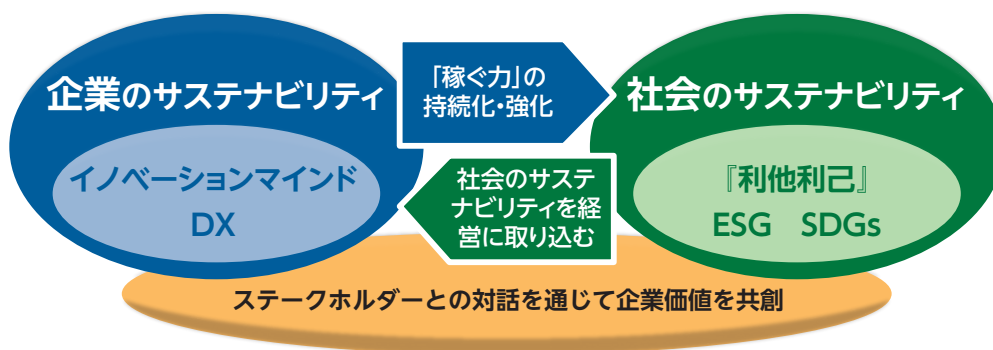 企業のサステナビリティ
イノベーションマインド
DX
「稼ぐ力」の
持続化・強化
社会のサステ
ナビリティを経
営に取り込む
社会のサステナビリティ
『利他利己』
ESG SDGs
ステークホルダーとの対話を通じて企業価値を共創